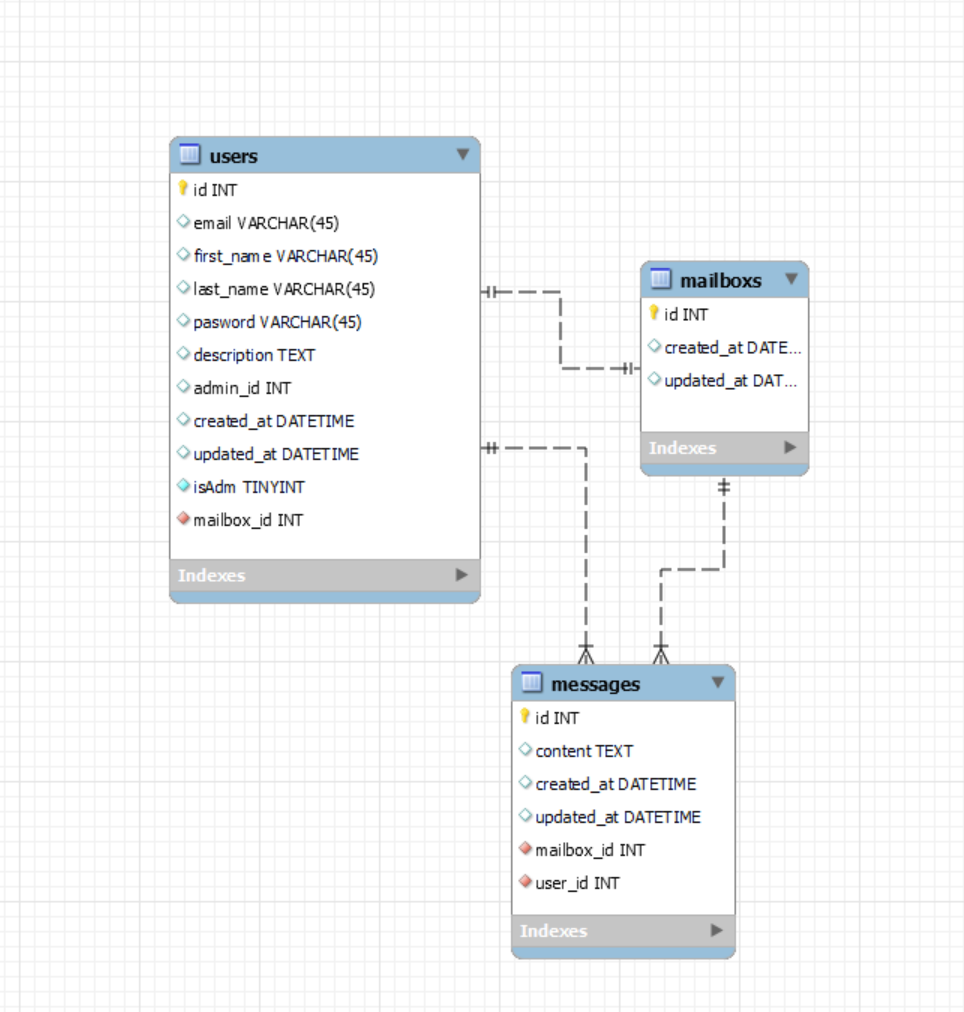 users
id INT
email VARCHAR(45)
first_name VARCHAR(45)
last_name VARCHAR(45)
pasword VARCHAR(45)
description TEXT
admin_id INT
created_at DATETIME
updated_at DATETIME
isAdm TINYINT
mailbox_id INT
Indexes
mailboxs
id INT
created_at DATE...
updated_at DAT...
Indexes
messages
id INT
content TEXT
created_at DATETIME
updated_at DATETIME
mailbox_id INT
user_id INT
Indexes